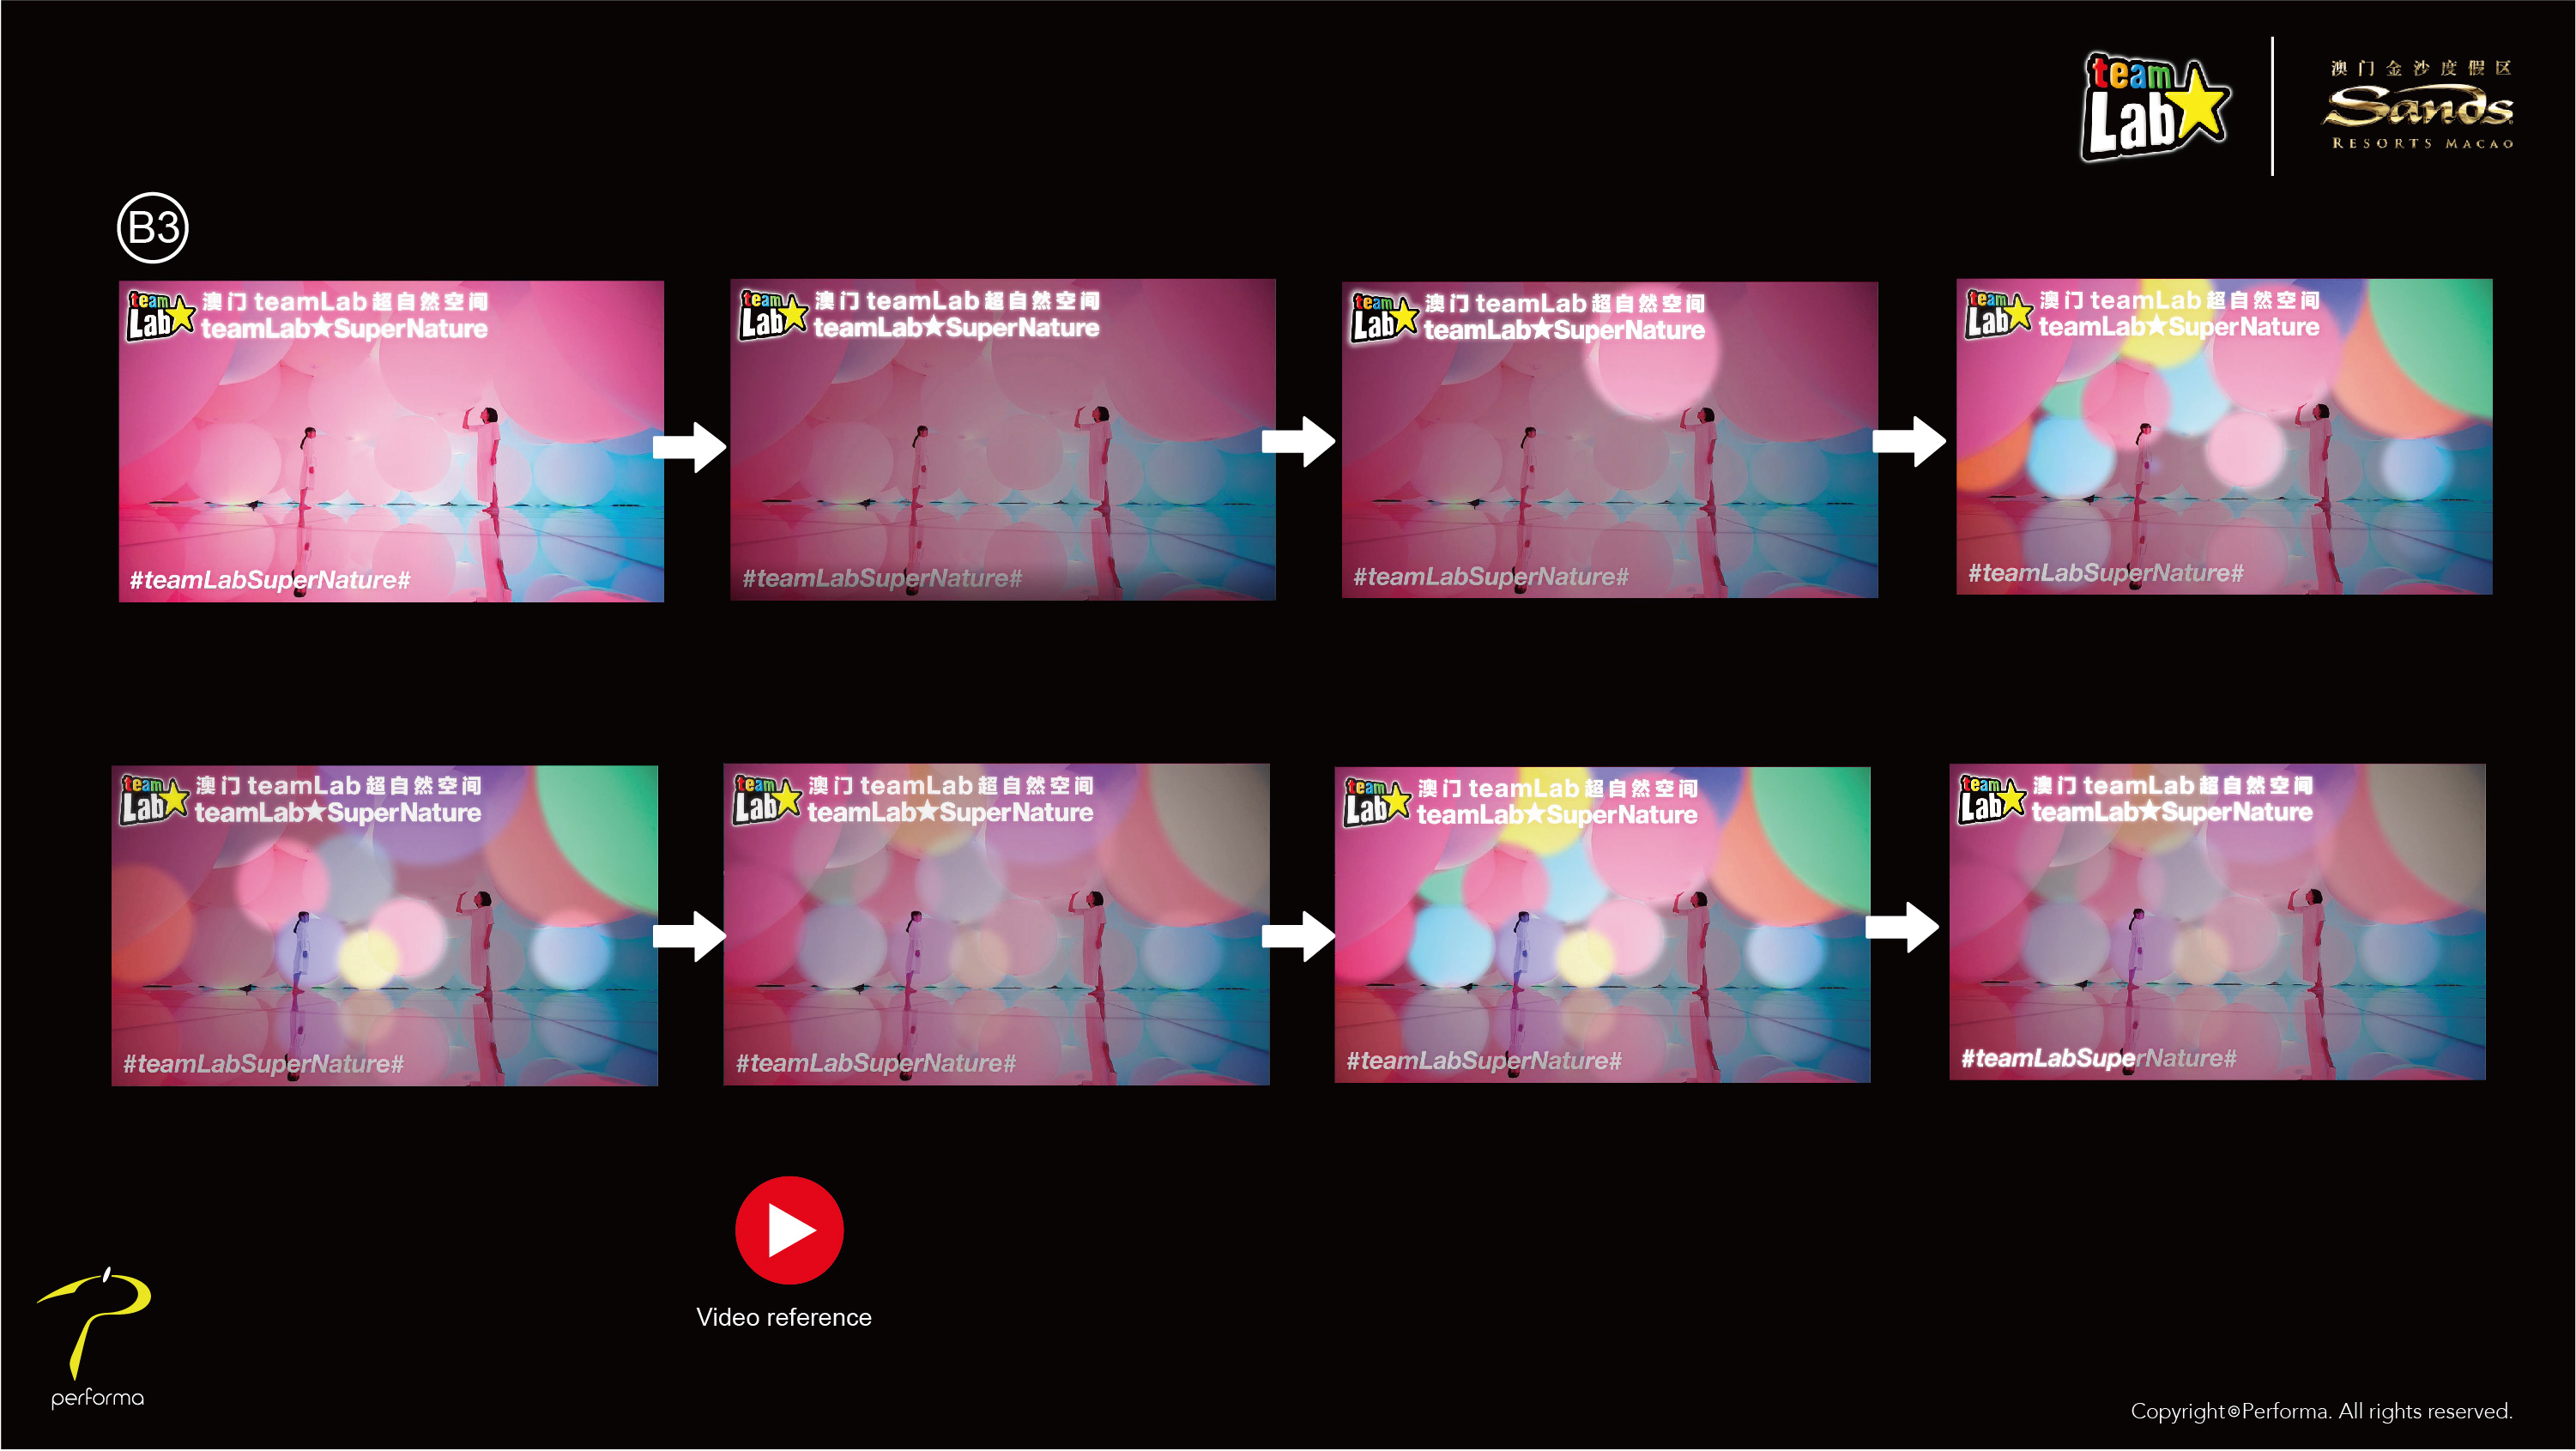 team
Lab
澳门金沙度假区
Sands
RESORTS MACAO
B3
team
Lab
澳门 teamLab 超自然空间
teamLab★SuperNature
#teamLabSuperNature#
team
Lab
澳门 teamLab 超自然空间
teamLab★SuperNature
#teamLabSuperNature#
team
Lab
澳门 teamLab 超自然空间
teamLab★SuperNature
#teamLabSuperNature#
team
Lab
澳门 teamLab 超自然空间
teamLab★SuperNature
#teamLabSuperNature#
team
Lab
澳门 teamLab 超自然空间
teamLab★SuperNature
#teamLabSuperNature#
team
Lab
澳门 teamLab 超自然空间
teamLab★SuperNature
#teamLabSuperNature#
team
Lab
澳门 teamLab 超自然空间
teamLab★SuperNature
#teamLabSuperNature#
team
Lab
澳门 teamLab 超自然空间
teamLab★SuperNature
#teamLabSuperNature#
Video reference
performa
Copyright©Performa. All rights reserved.